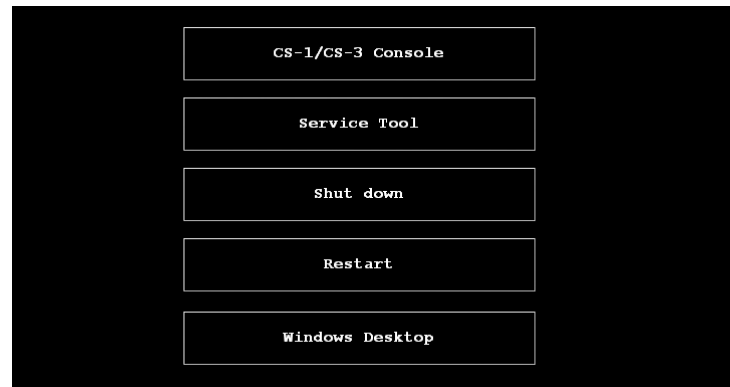 CS-1/CS-3 Console
Service Tool
Shut down
Restart
Windows Desktop